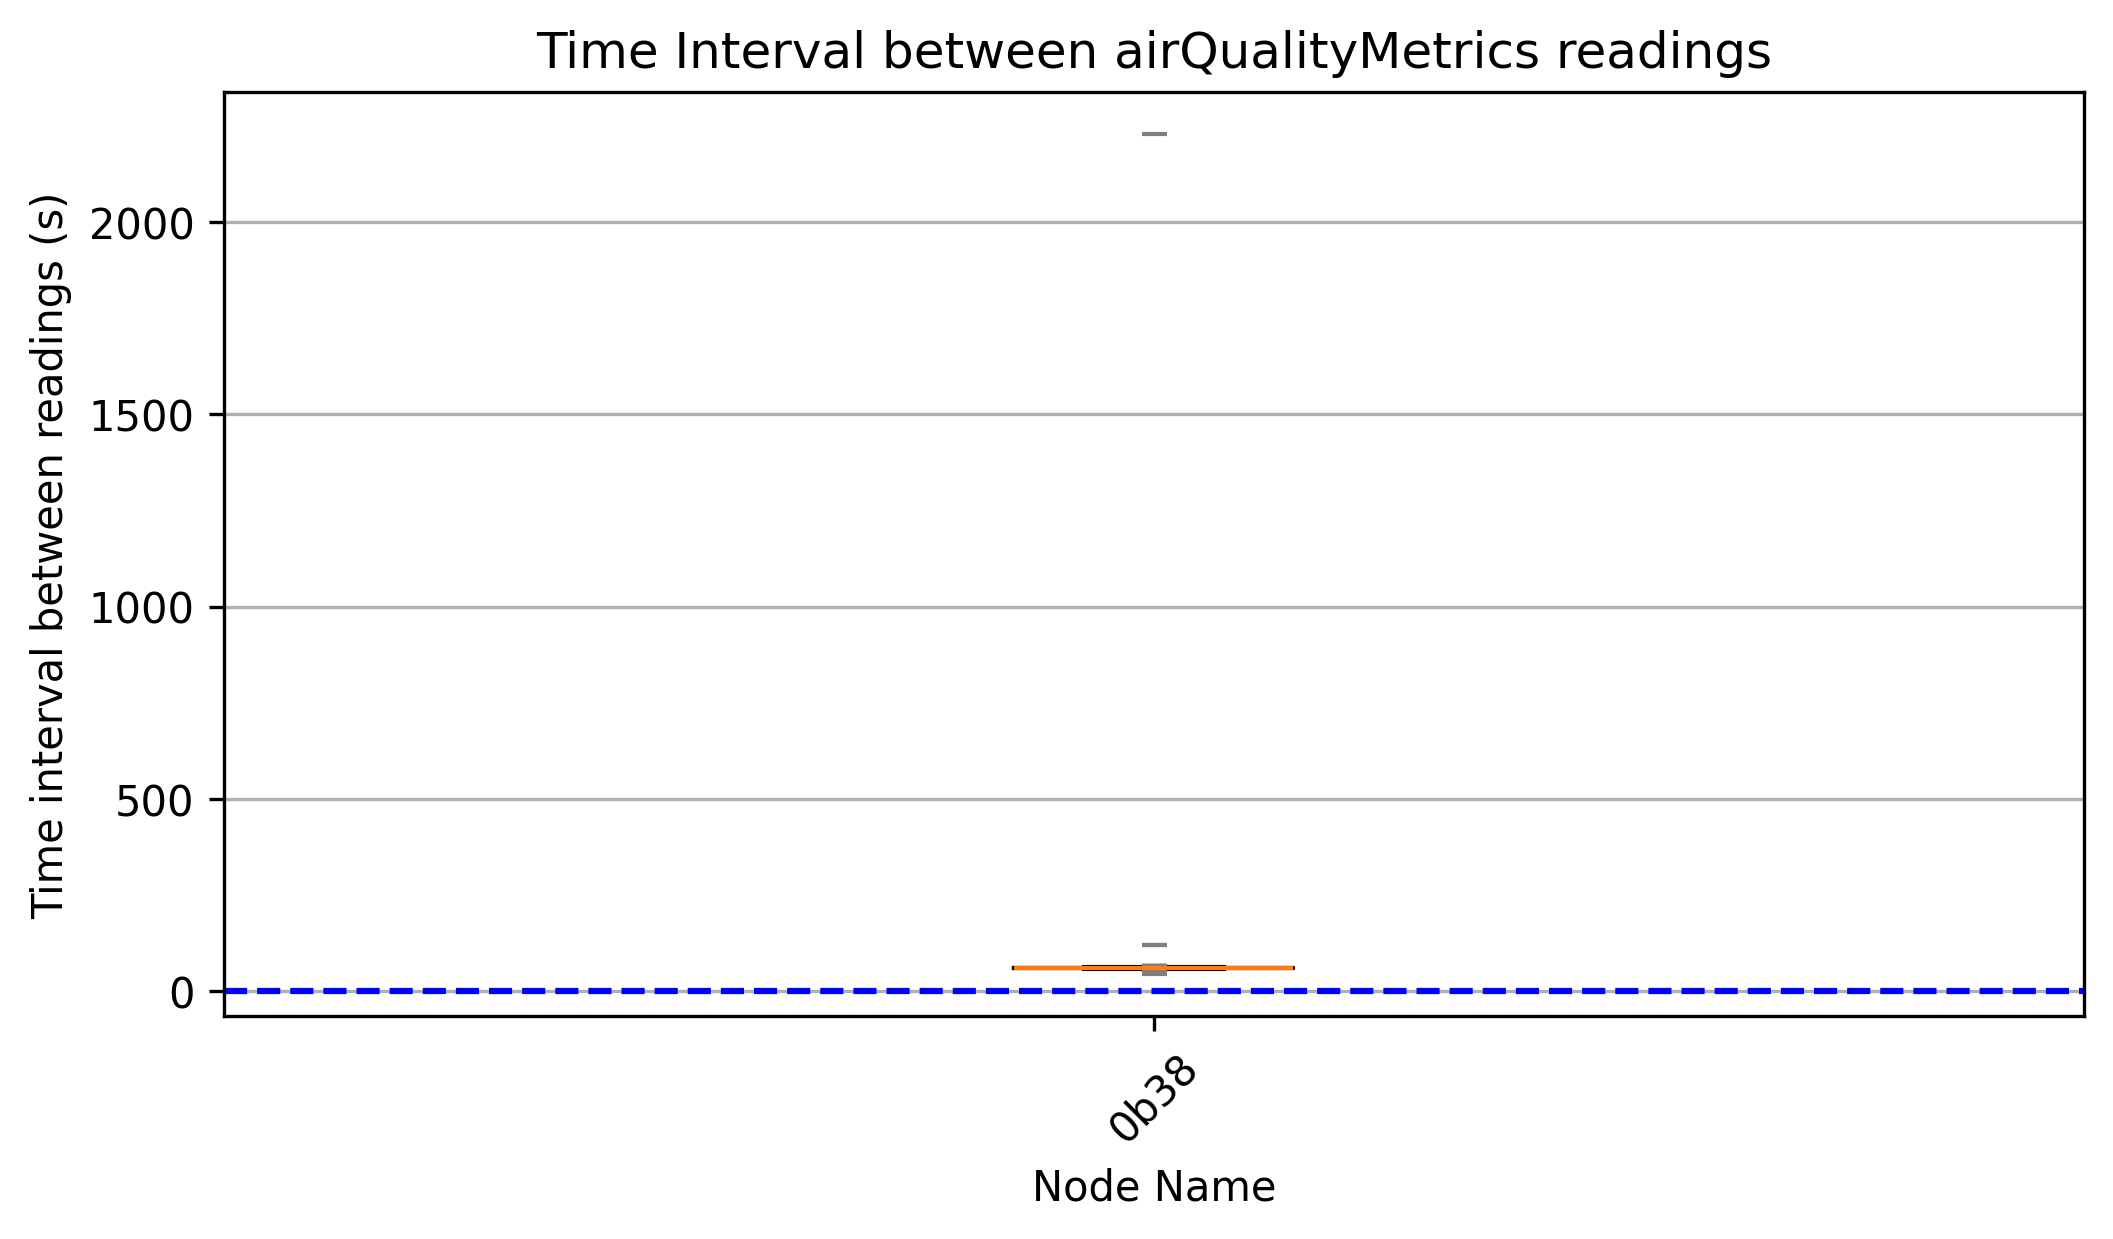 Time Interval between airQualityMetrics readings
Time interval between readings (s)
2000
1500
1000
500
0
0b38
Node Name